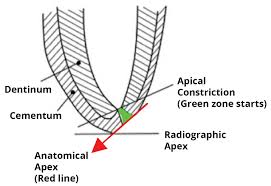 Dentinum
Cementum
Apical
Constriction
(Green zone starts)
Radiographic
Apex
Anatomical
Apex
(Red line)